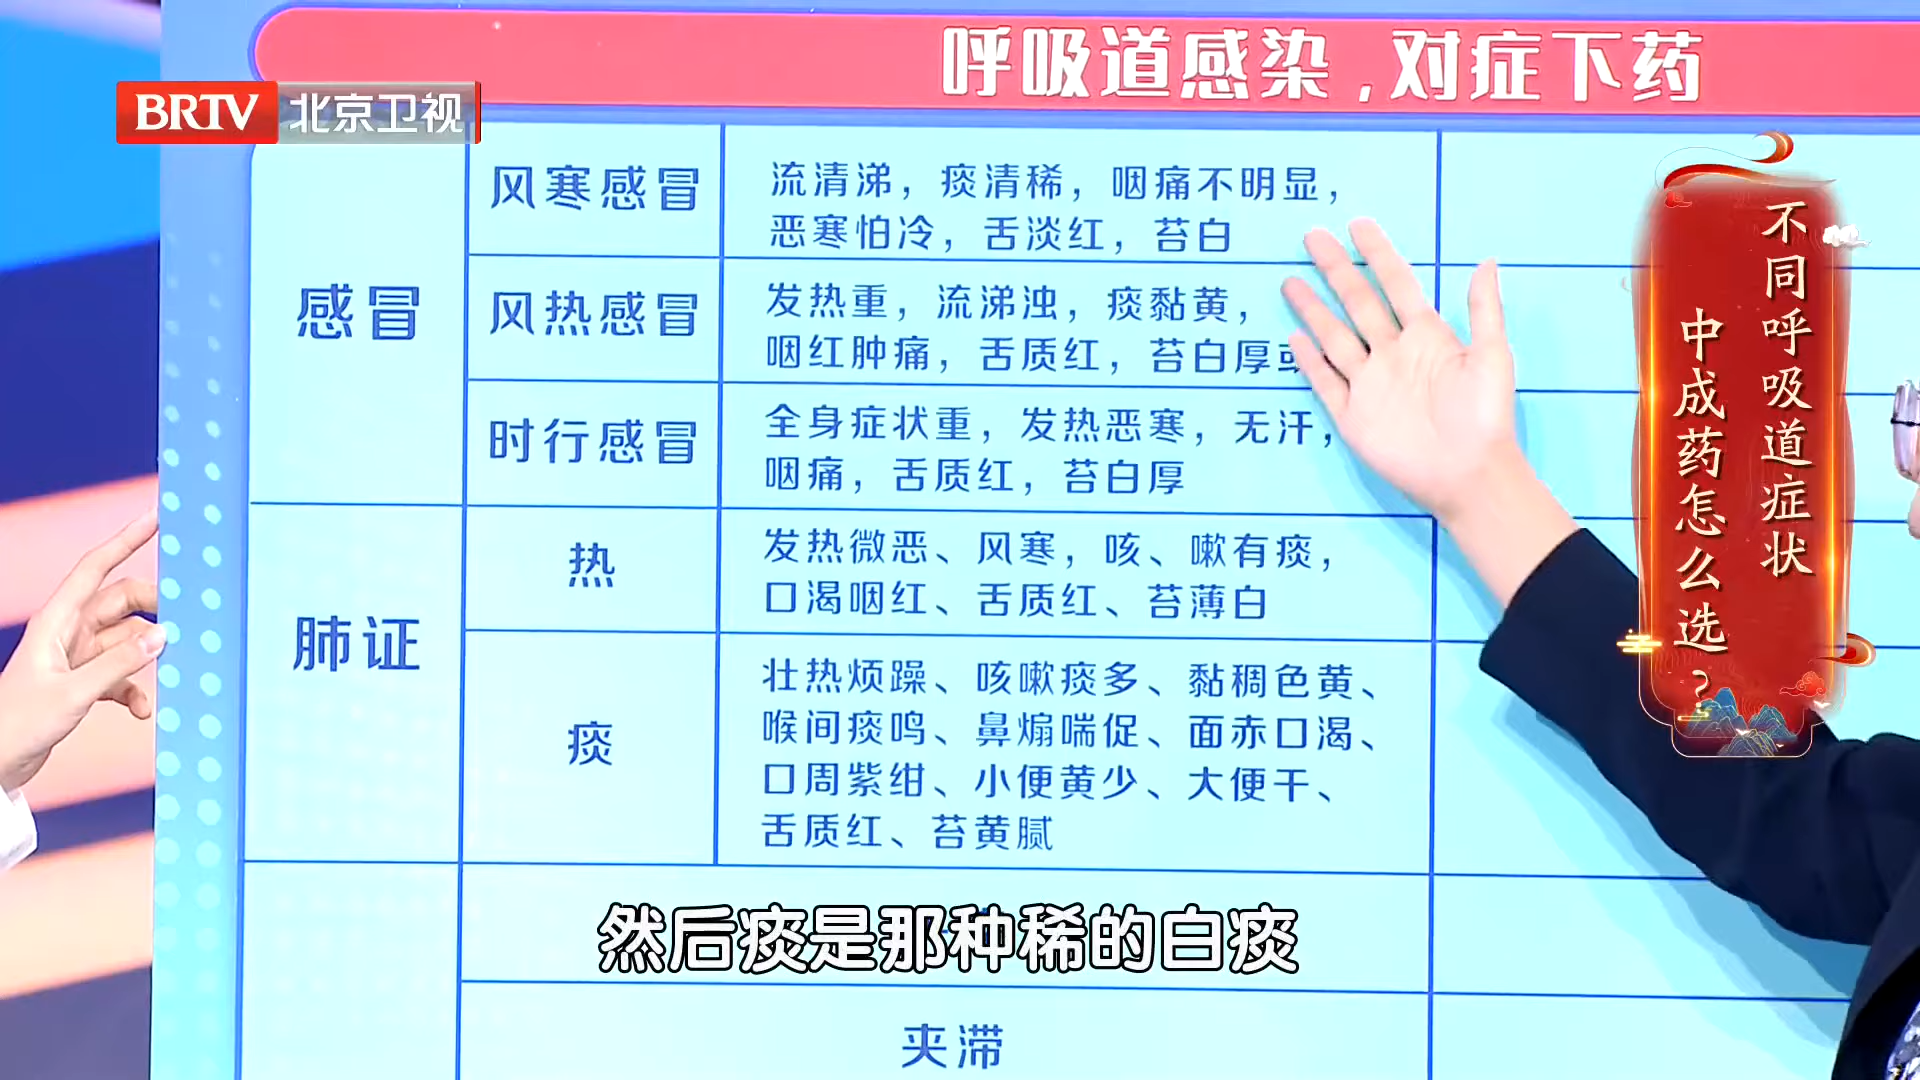 呼吸道感染,对症下药
BRTV 北京卫视
感冒
风寒感冒
流清涕，痰清稀，咽痛不明显，
恶寒怕冷，舌淡红，苔白
风热感冒
发热重，流涕浊，痰黏黄，
咽红肿痛，舌质红，苔白厚
时行感冒
全身症状重，发热恶寒，无汗，
咽痛，舌质红，苔白厚
肺证
热
发热微恶、风寒，咳、嗽有痰，
口渴咽红、舌质红、苔薄白
痰
壮热烦躁、咳嗽痰多、黏稠色黄、
喉间痰鸣、鼻煽喘促、面赤口渴、
口周紫绀、小便黄少、大便干、
舌质红、苔黄腻
夹滞
不同呼吸道症状
中成药怎么选？
然后痰是那种稀的白痰